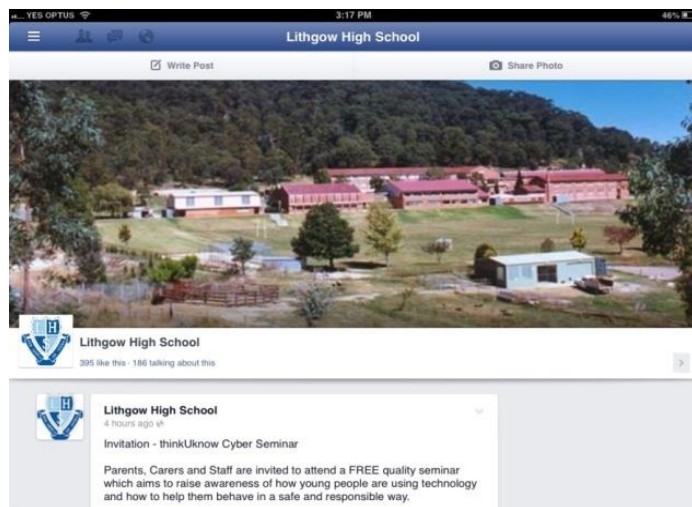 YES OPTUS 3:17 PM 46%
Lithgow High School
Write Post Share Photo
Lithgow High School
395 like this · 186 talking about this
Lithgow High School
4 hours ago
Invitation - thinkUknow Cyber Seminar
Parents, Carers and Staff are invited to attend a FREE quality seminar
which aims to raise awareness of how young people are using technology
and how to help them behave in a safe and responsible way.